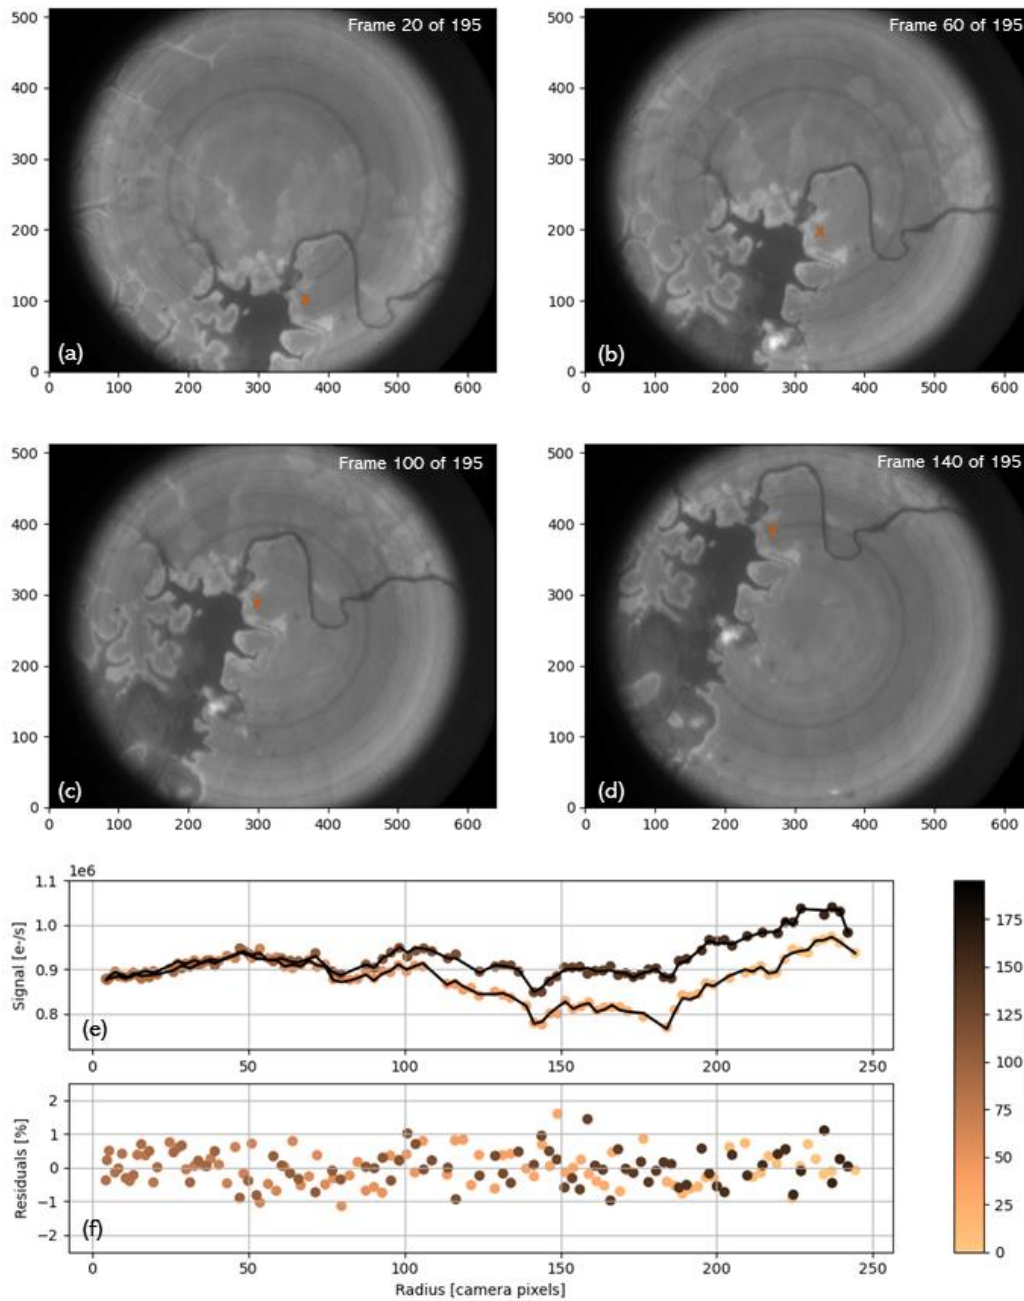 Frame 20 of 195
Frame 60 of 195
500
400
300
200
100
0
(a)
0 100 200 300 400 500 600
500
400
300
200
100
0
(b)
0 100 200 300 400 500 600
Frame 100 of 195
Frame 140 of 195
500
400
300
200
100
0
(c)
0 100 200 300 400 500 600
500
400
300
200
100
0
(d)
0 100 200 300 400 500 600
1e6
1.1
1.0
0.9
0.8
Signal [e-/s]
(e)
0 50 100 150 200 250
2
1
0
−1
−2
Residuals [%]
(f)
0 50 100 150 200 250
Radius [camera pixels]
175
150
125
100
75
50
25
0